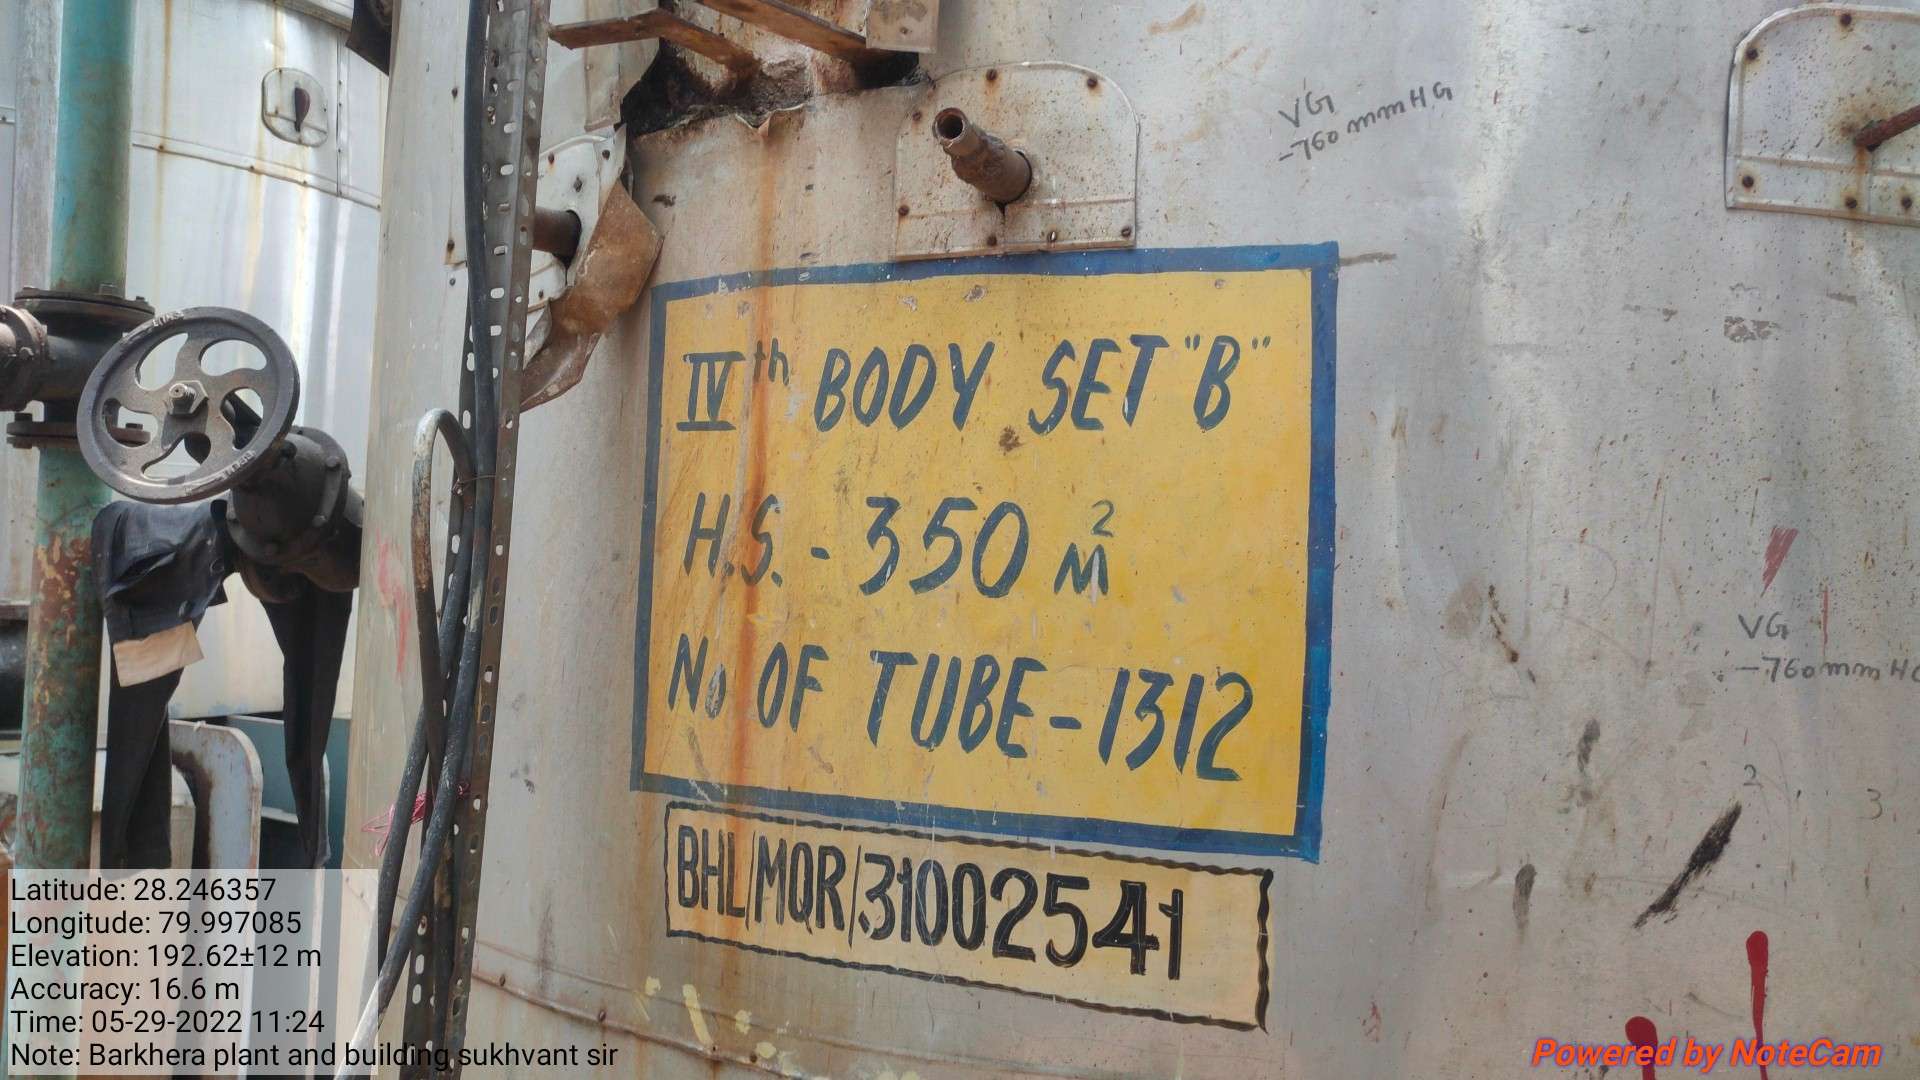 VG
-760 mmHG
IVth BODY SET "B"
H.S. - 350 M²
No OF TUBE - 1312
VG
-760mmHG
2
3
BHL/MQR/31002541
Latitude: 28.246357
Longitude: 79.997085
Elevation: 192.62±12 m
Accuracy: 16.6 m
Time: 05-29-2022 11:24
Note: Barkhera plant and building sukhvant sir
Powered by NoteCam